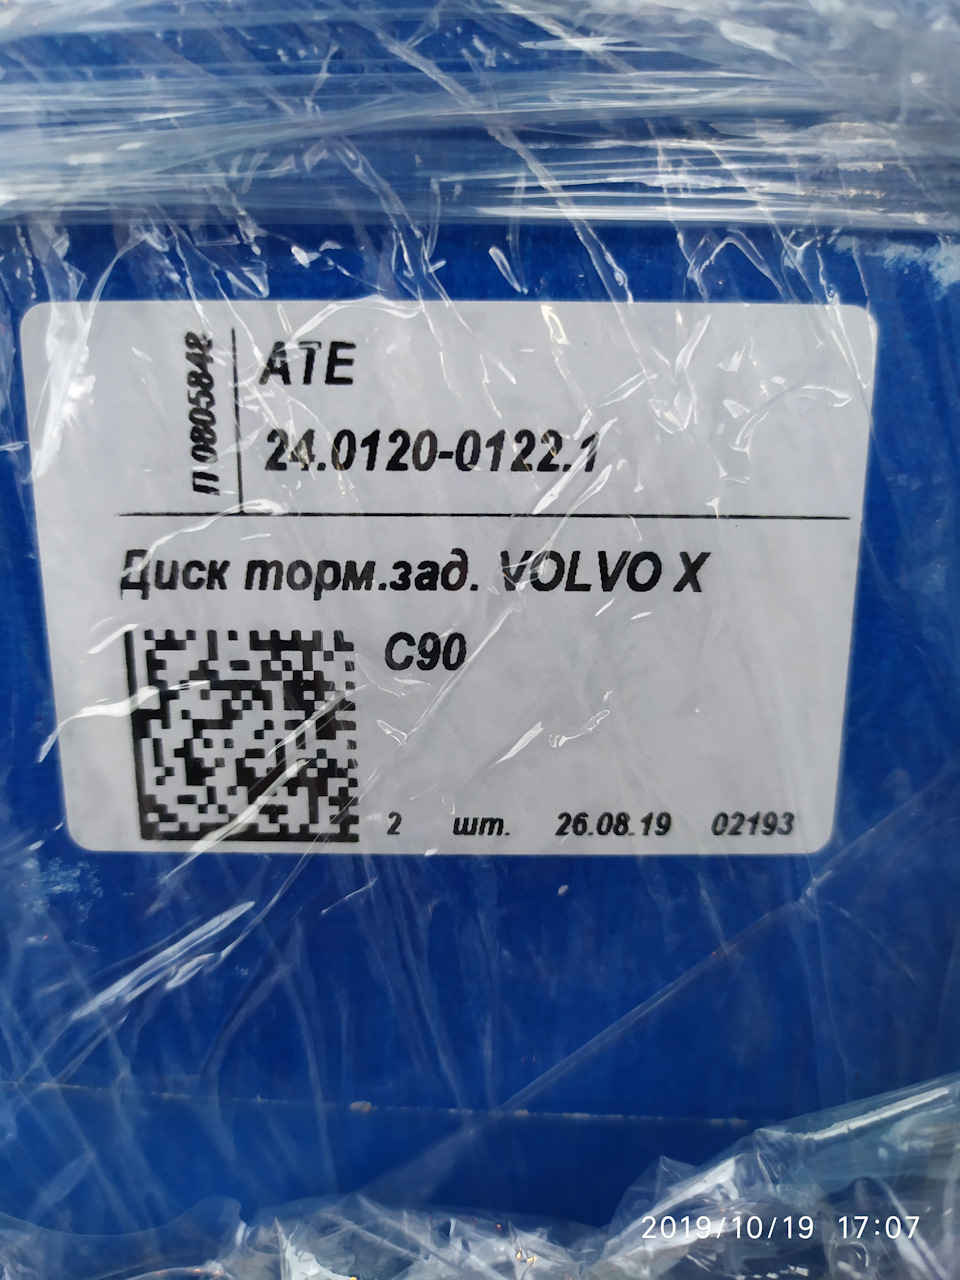 П 0805848
ATE
24.0120-0122.1
Диск торм.зад. VOLVO X
C90
2 шт. 26.08.19 02193
2019/10/19 17:07